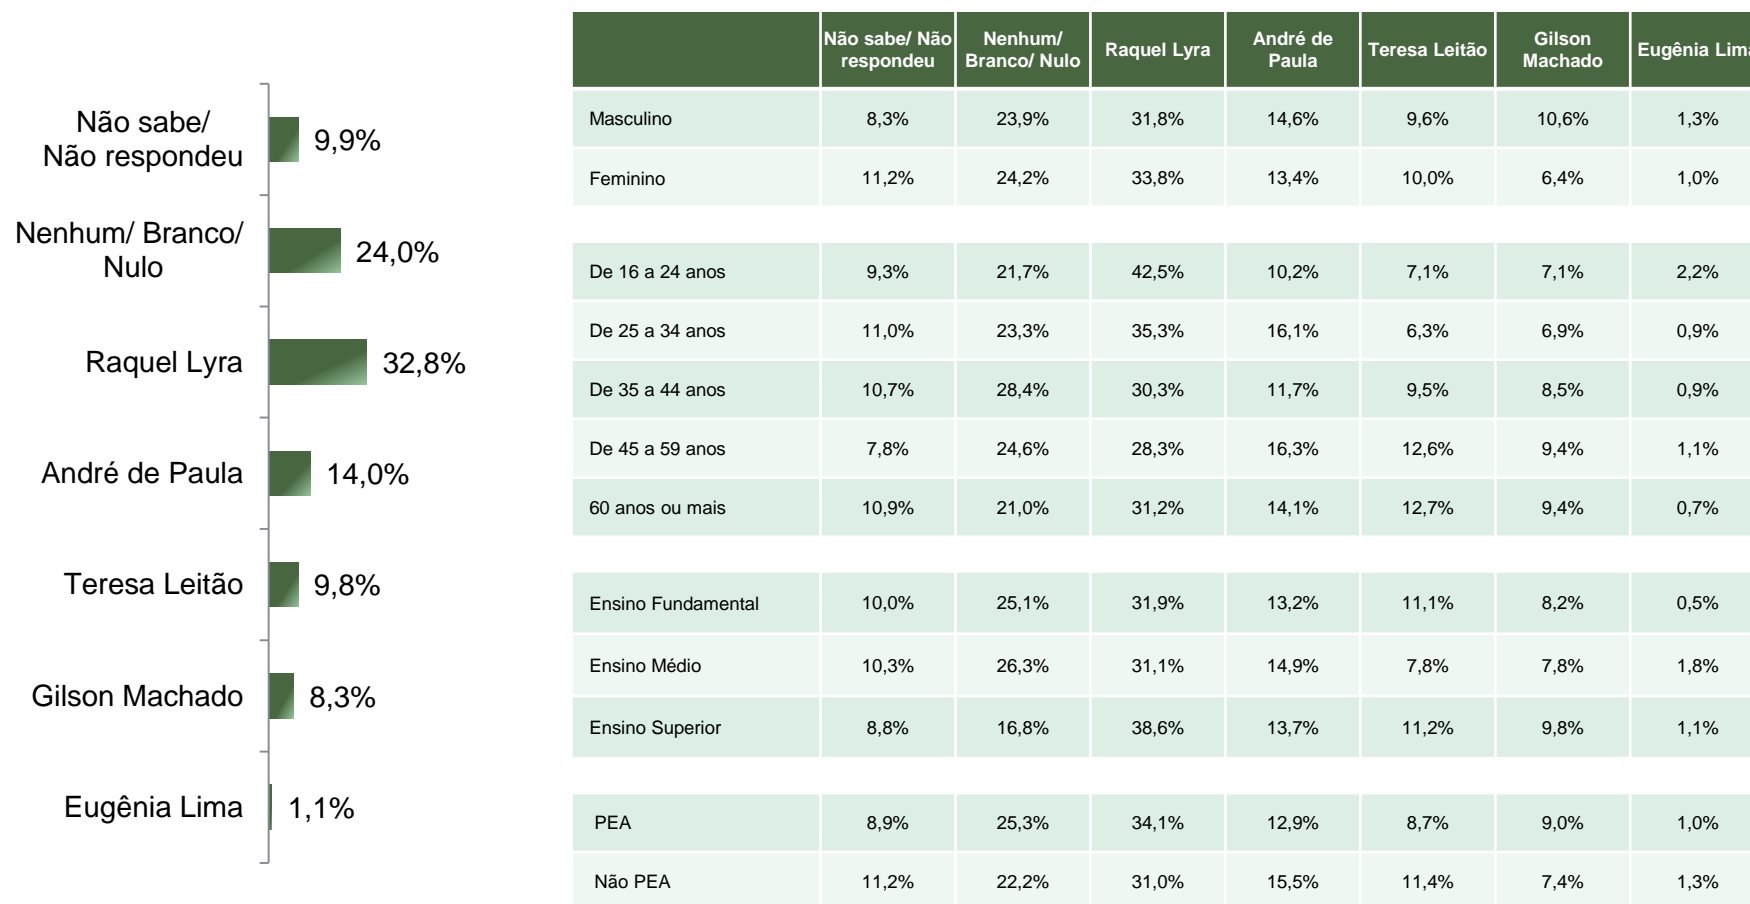 Não sabe/
Não respondeu
9,9%
Nenhum/ Branco/
Nulo
24,0%
Raquel Lyra
32,8%
André de Paula
14,0%
Teresa Leitão
9,8%
Gilson Machado
8,3%
Eugênia Lima
1,1%
Não sabe/ Não respondeu Nenhum/ Branco/ Nulo Raquel Lyra André de Paula Teresa Leitão Gilson Machado Eugênia Lima
Masculino 8,3% 23,9% 31,8% 14,6% 9,6% 10,6% 1,3%
Feminino 11,2% 24,2% 33,8% 13,4% 10,0% 6,4% 1,0%
De 16 a 24 anos 9,3% 21,7% 42,5% 10,2% 7,1% 7,1% 2,2%
De 25 a 34 anos 11,0% 23,3% 35,3% 16,1% 6,3% 6,9% 0,9%
De 35 a 44 anos 10,7% 28,4% 30,3% 11,7% 9,5% 8,5% 0,9%
De 45 a 59 anos 7,8% 24,6% 28,3% 16,3% 12,6% 9,4% 1,1%
60 anos ou mais 10,9% 21,0% 31,2% 14,1% 12,7% 9,4% 0,7%
Ensino Fundamental 10,0% 25,1% 31,9% 13,2% 11,1% 8,2% 0,5%
Ensino Médio 10,3% 26,3% 31,1% 14,9% 7,8% 7,8% 1,8%
Ensino Superior 8,8% 16,8% 38,6% 13,7% 11,2% 9,8% 1,1%
PEA 8,9% 25,3% 34,1% 12,9% 8,7% 9,0% 1,0%
Não PEA 11,2% 22,2% 31,0% 15,5% 11,4% 7,4% 1,3%